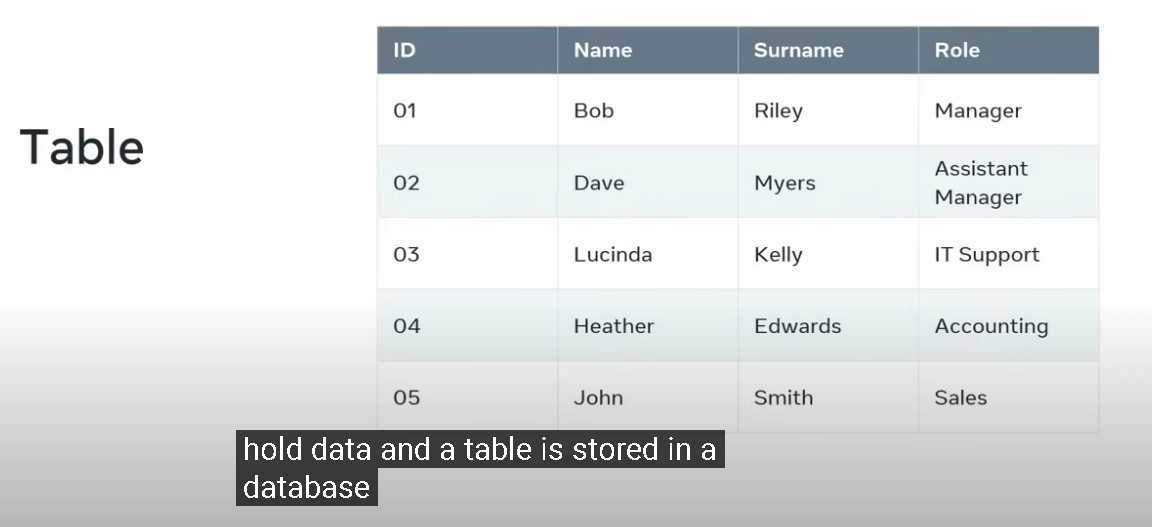 Table
ID Name Surname Role
01 Bob Riley Manager
02 Dave Myers Assistant
Manager
03 Lucinda Kelly IT Support
04 Heather Edwards Accounting
05 John Smith Sales
hold data and a table is stored in a
database